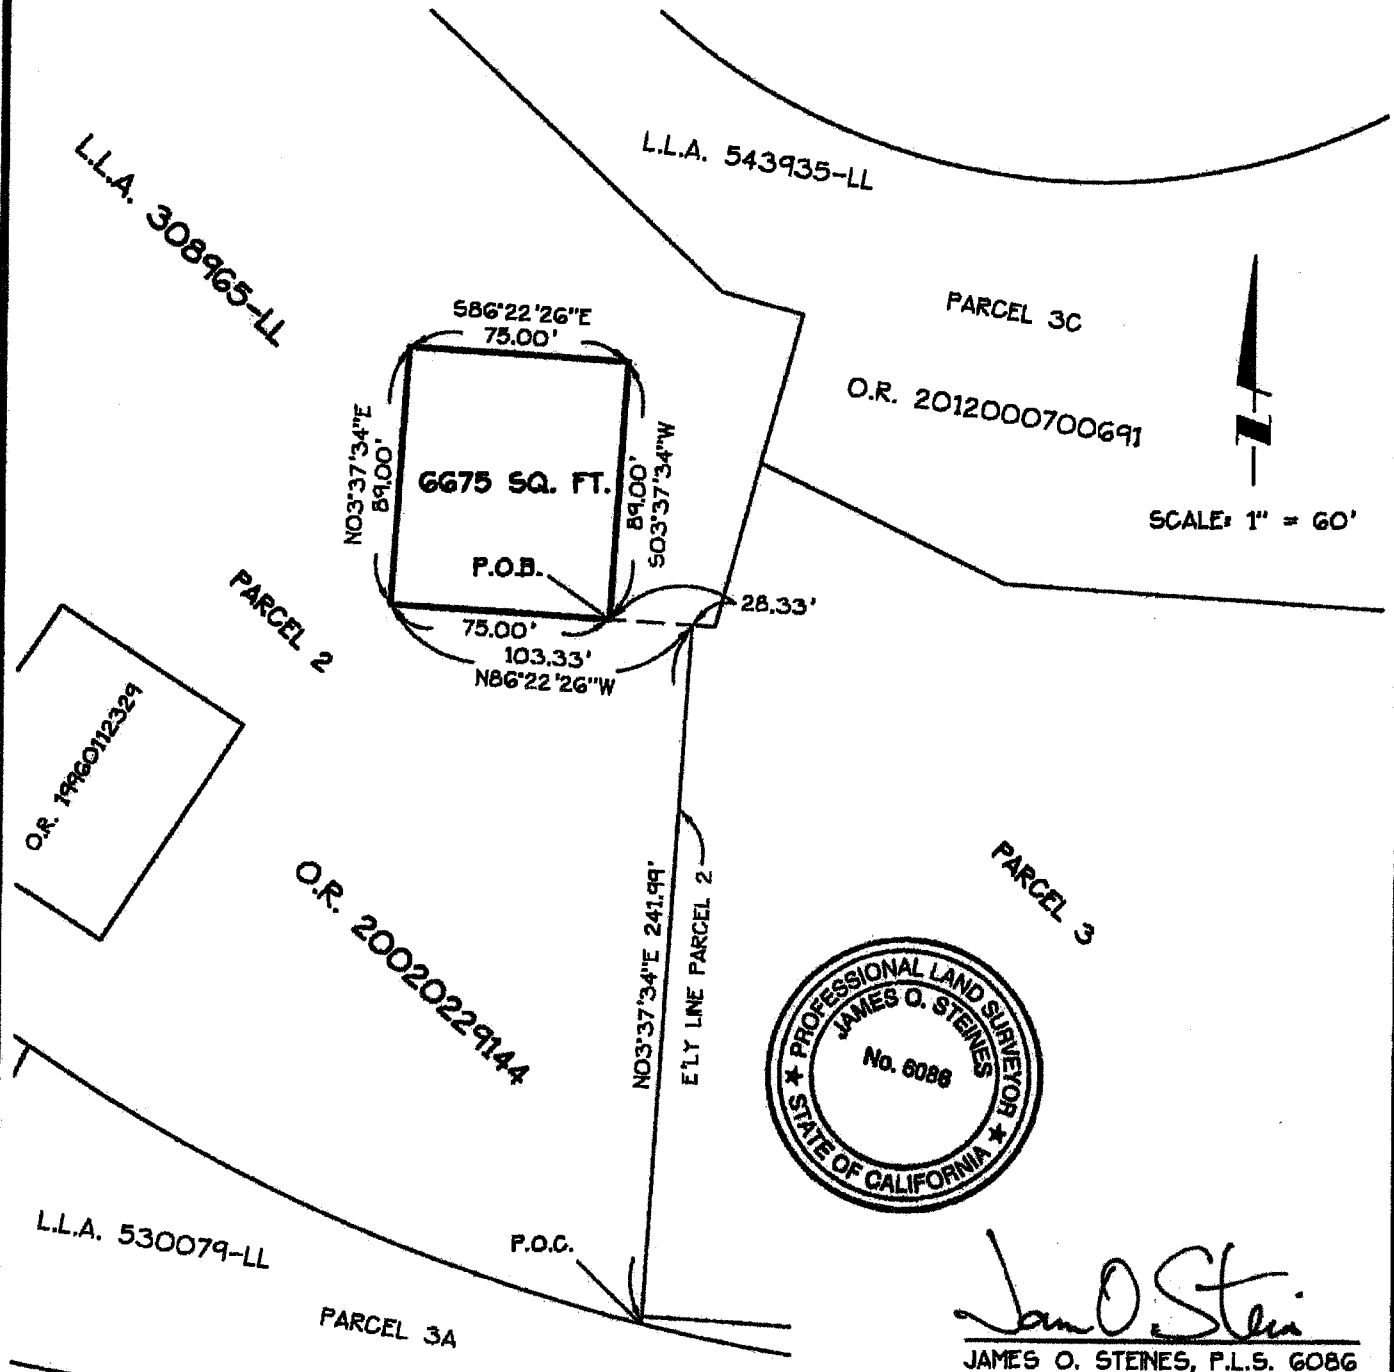 L.L.A. 543935-LL
L.L.A. 308965-LL
PARCEL 3C
O.R. 2012000700691
SCALE: 1" = 60'
S86°22'26"E
75.00'
N03°37'34"E
89.00'
6675 SQ. FT.
89.00'
S03°37'34"W
P.O.B.
28.33'
75.00'
103.33'
N86°22'26"W
PARCEL 2
O.R. 19960112329
O.R. 20020229144
N03°37'34"E 241.99'
E'LY LINE PARCEL 2
PARCEL 3
PROFESSIONAL LAND SURVEYOR
JAMES O. STEINES
No. 6086
STATE OF CALIFORNIA
L.L.A. 530079-LL
P.O.C.
PARCEL 3A
JAMES O. STEINES, P.L.S. 6086